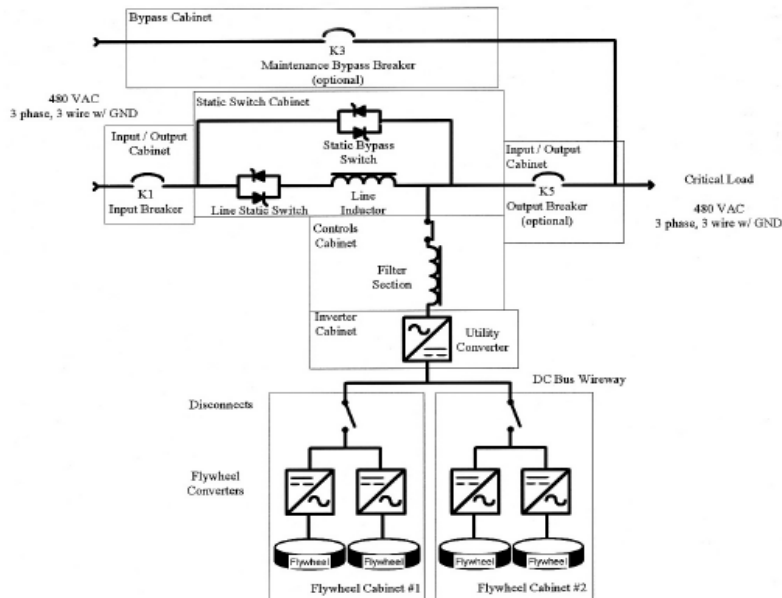 Bypass Cabinet
K3
Maintenance Bypass Breaker
(optional)
480 VAC
3 phase, 3 wire w/ GND
Static Switch Cabinet
Input / Output
Cabinet
Static Bypass
Switch
Input / Output
Cabinet
K1
Input Breaker
Line Static Switch
Line
Inductor
K5
Output Breaker
(optional)
Critical Load
480 VAC
3 phase, 3 wire w/ GND
Controls
Cabinet
Filter
Section
Inverter
Cabinet
Utility
Converter
DC Bus Wireway
Disconnects
Flywheel
Converters
Flywheel
Flywheel
Flywheel
Flywheel
Flywheel Cabinet #1
Flywheel Cabinet #2